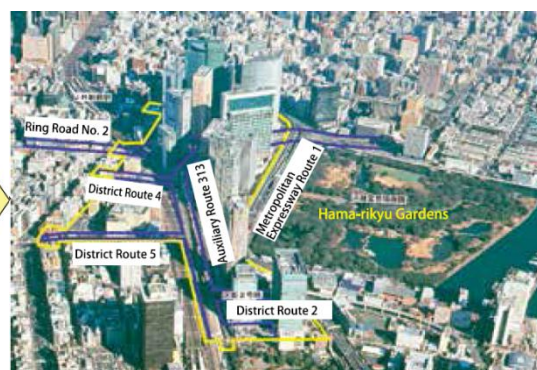 Ring Road No. 2
District Route 4
District Route 5
Auxiliary Route 313
Metropolitan
Expressway Route 1
Hama-rikyu Gardens
District Route 2